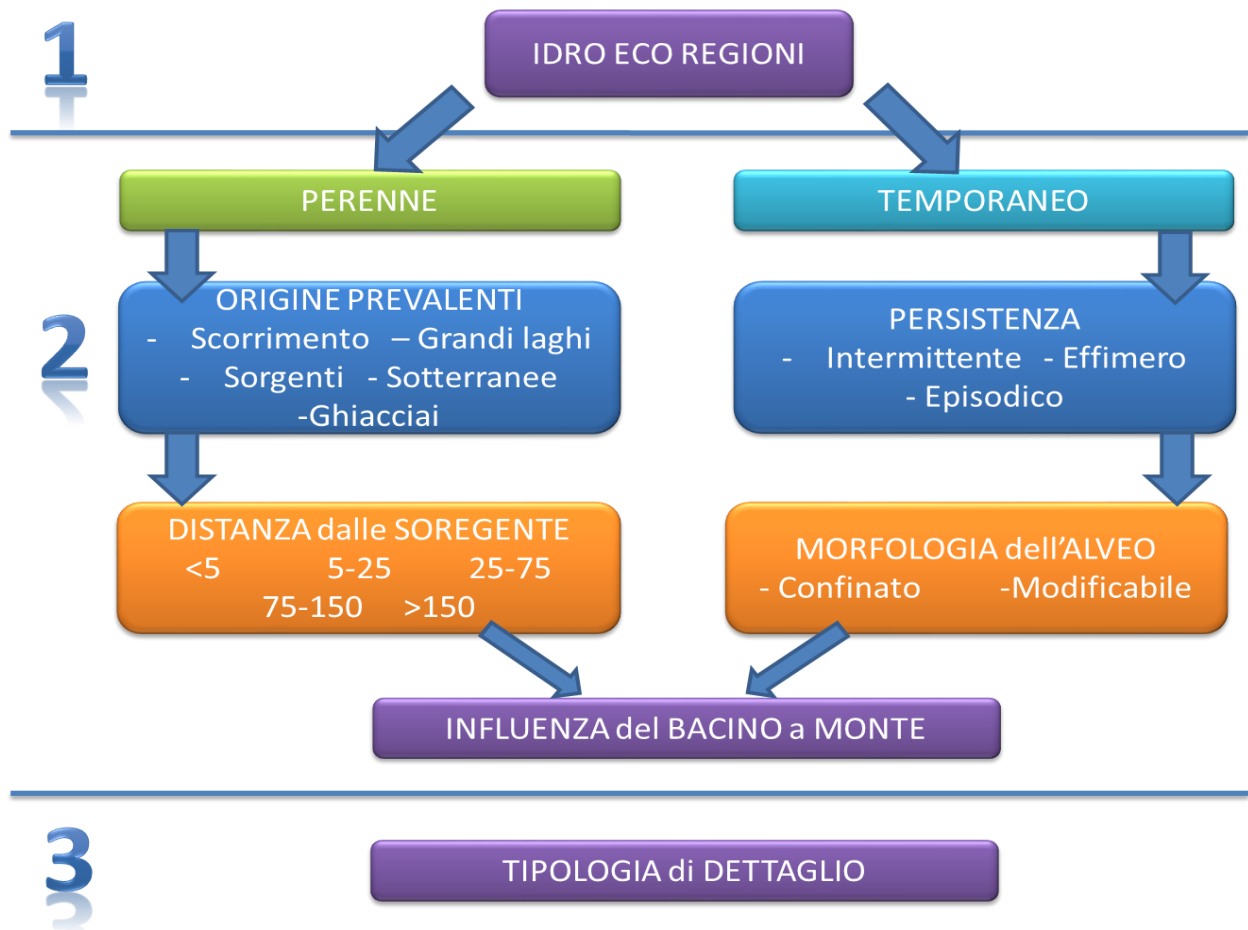 1
IDRO ECO REGIONI
2
PERENNE
ORIGINE PREVALENTI
- Scorrimento – Grandi laghi
- Sorgenti - Sotterranee
-Ghiacciai
DISTANZA dalle SOREGENTE
<5 5-25 25-75
75-150 >150
TEMPORANEO
PERSISTENZA
- Intermittente - Effimero
- Episodico
MORFOLOGIA dell'ALVEO
- Confinato -Modificabile
INFLUENZA del BACINO a MONTE
3
TIPOLOGIA di DETTAGLIO